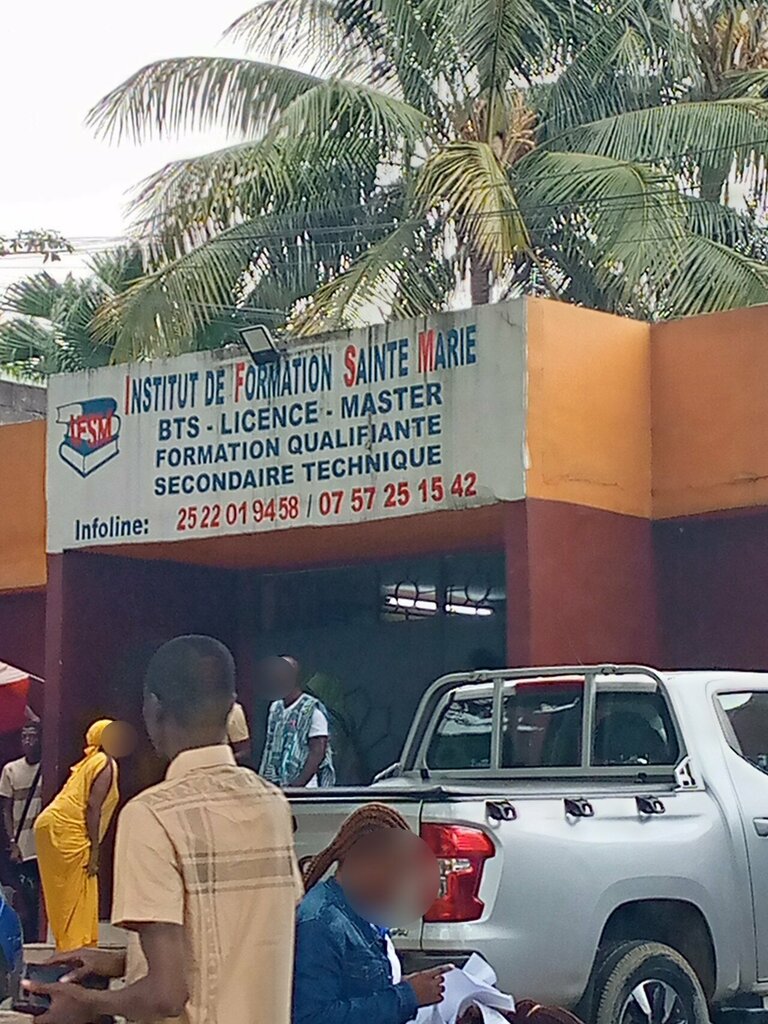 INSTITUT DE FORMATION SAINTE MARIE
IFSM
BTS - LICENCE - MASTER
FORMATION QUALIFIANTE
SECONDAIRE TECHNIQUE
Infoline: 25 22 01 94 58 / 07 57 25 15 42